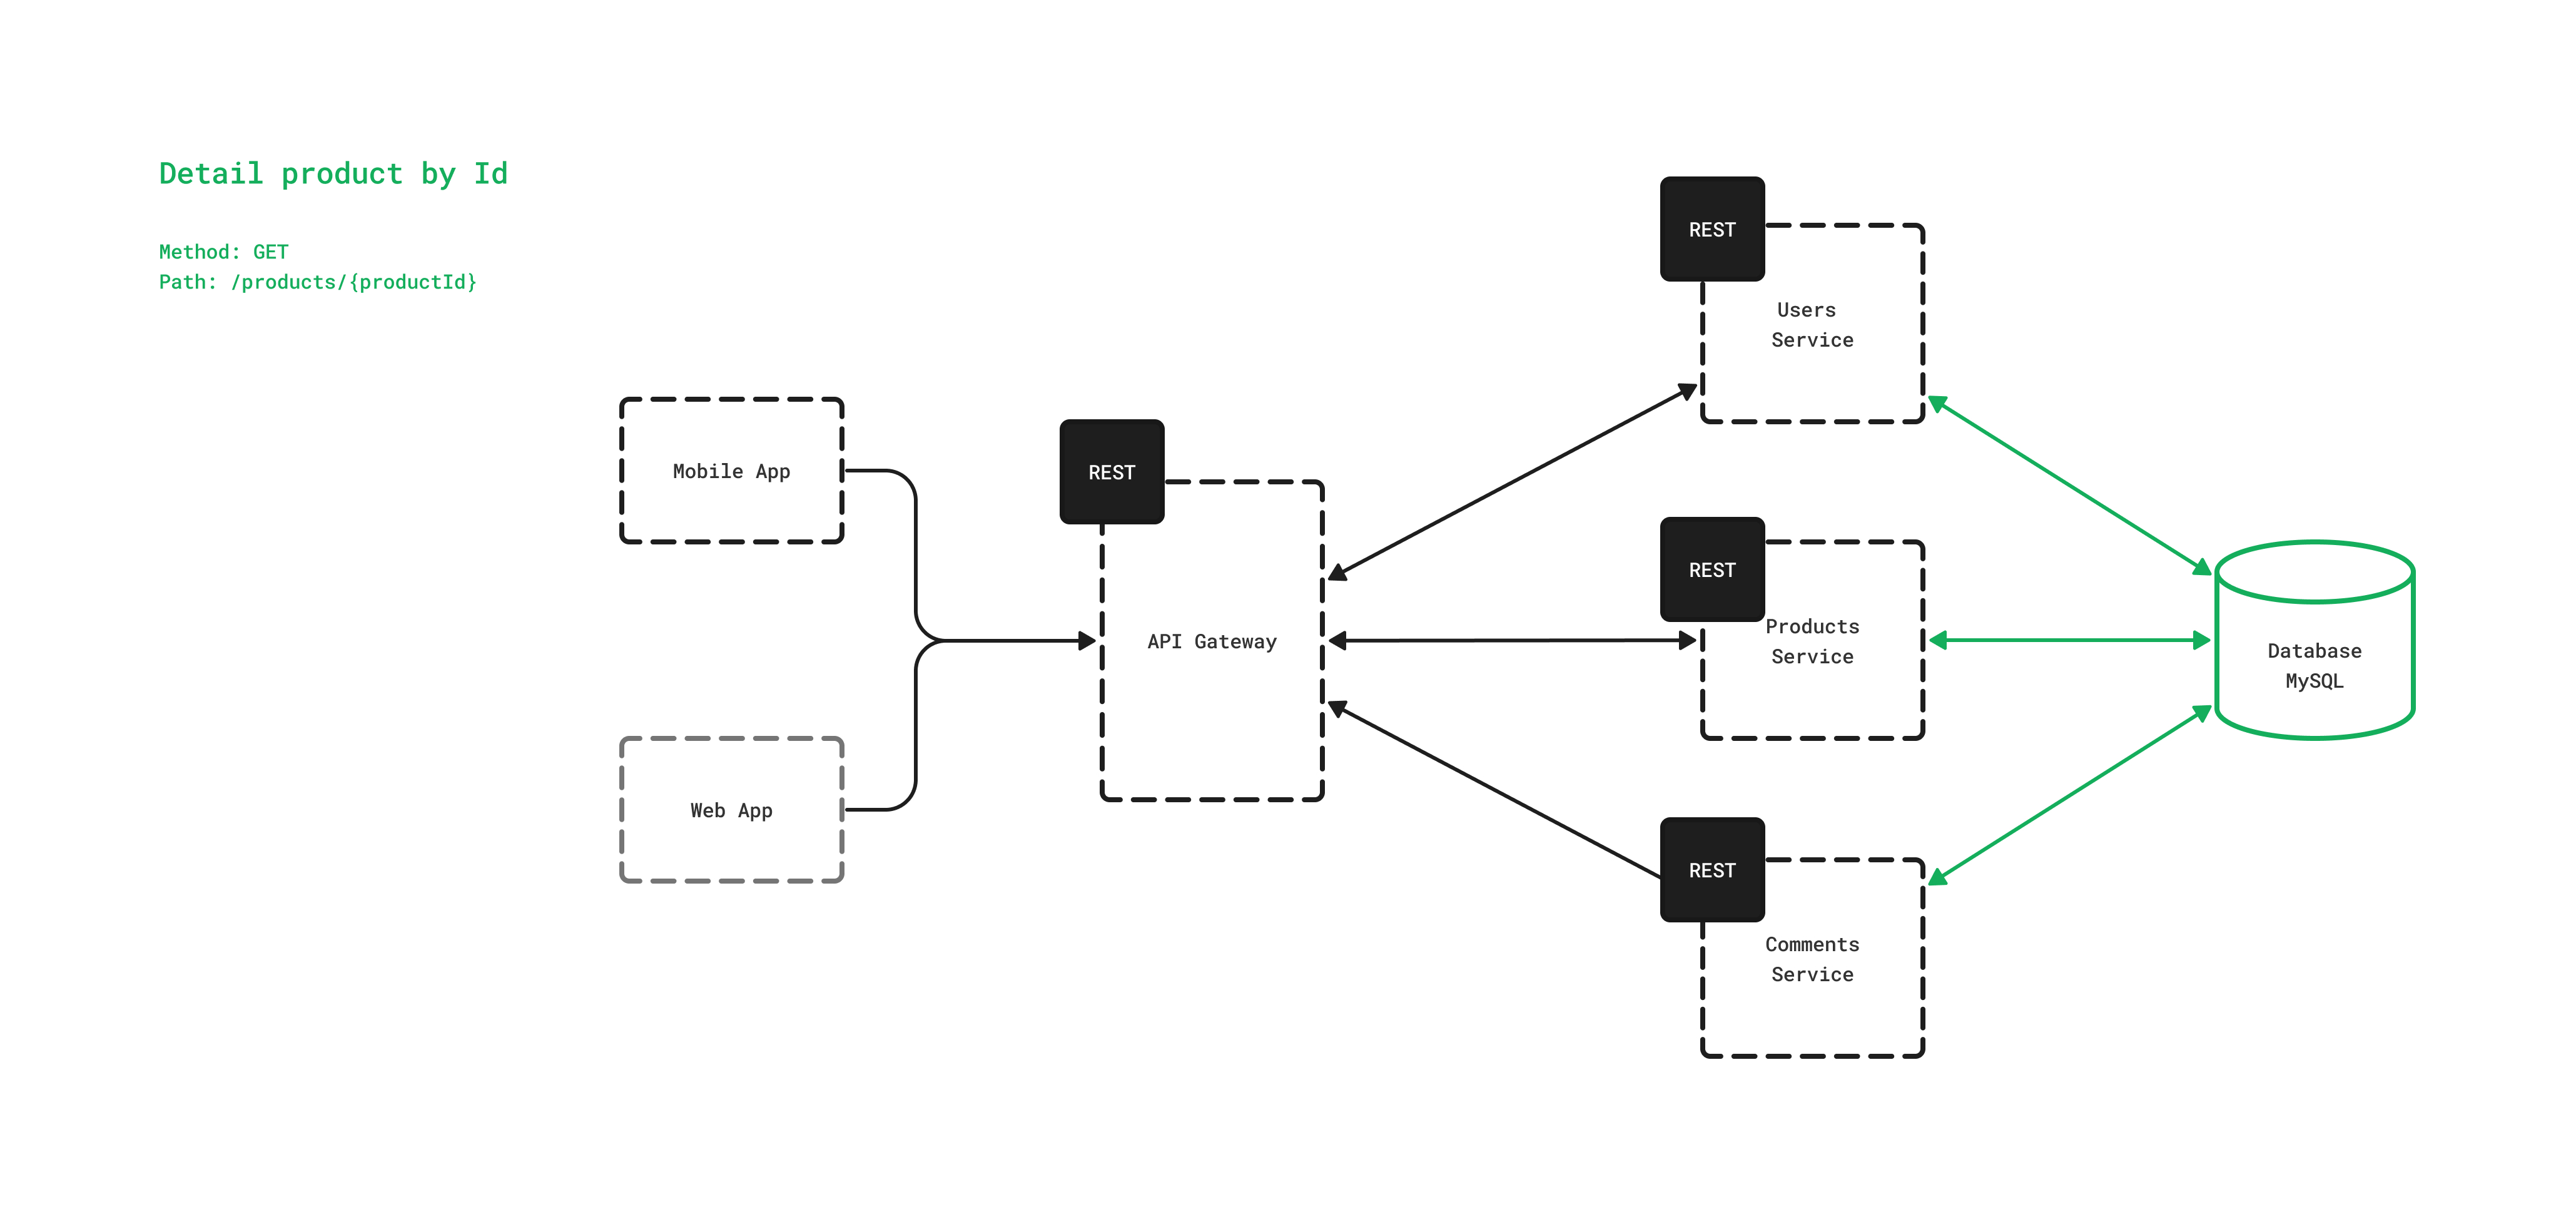 Detail product by Id
Method: GET
Path: /products/{productId}
Mobile App
Web App
REST
API Gateway
REST
Users
Service
REST
Products
Service
REST
Comments
Service
Database
MySQL